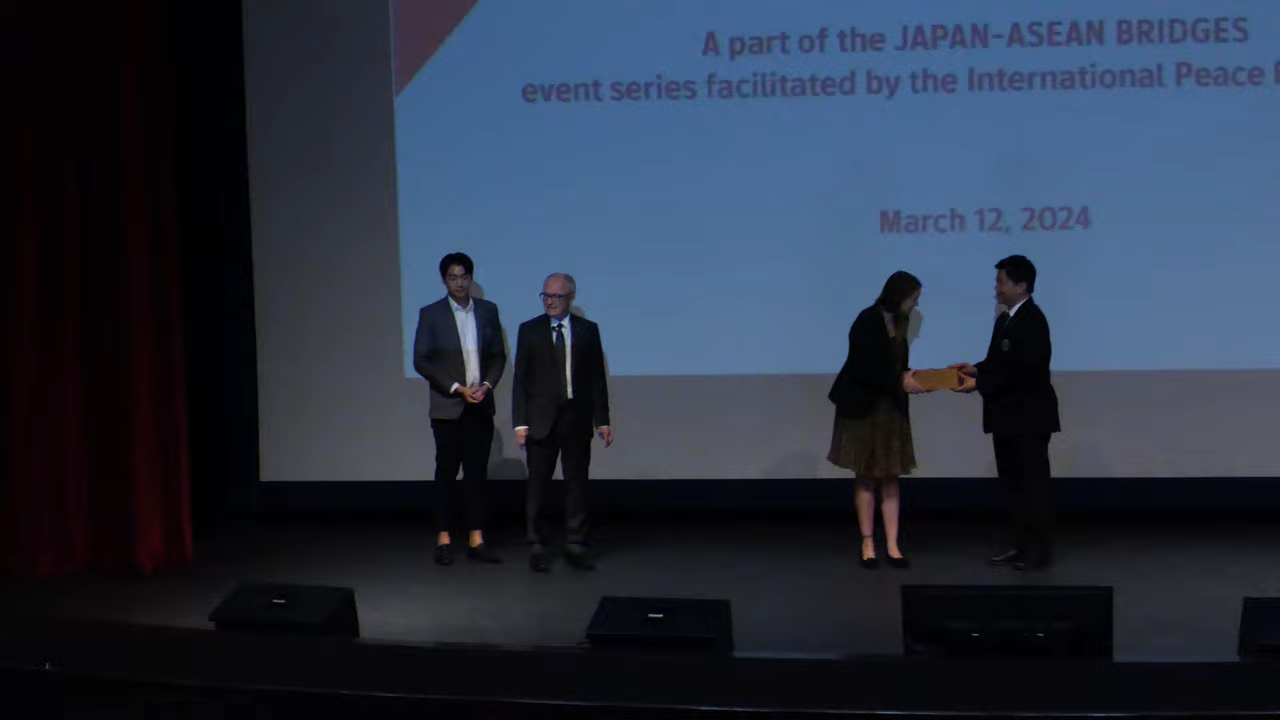 A part of the JAPAN-ASEAN BRIDGES
event series facilitated by the International Peace
March 12, 2024